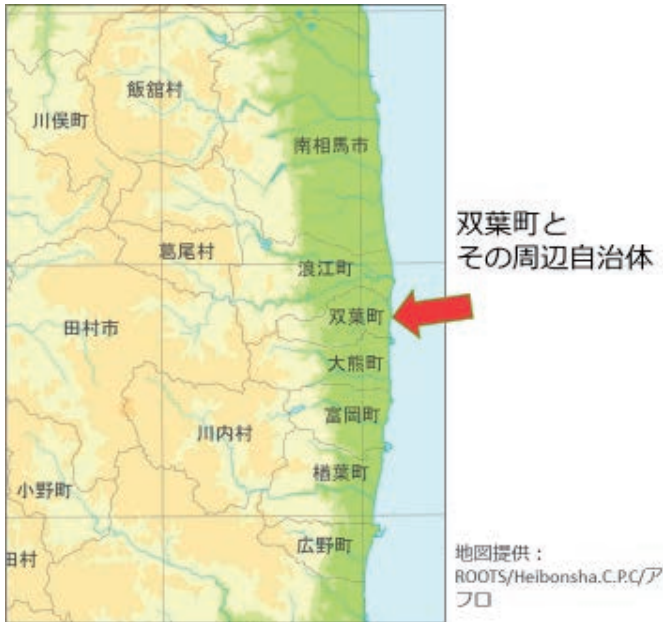 飯舘村
川俣町
南相馬市
葛尾村
浪江町
双葉町と
その周辺自治体
双葉町
田村市
大熊町
富岡町
川内村
楢葉町
小野町
広野町
田村
地図提供：
ROOTS/Heibonsha.C.P.C/ア
フロ